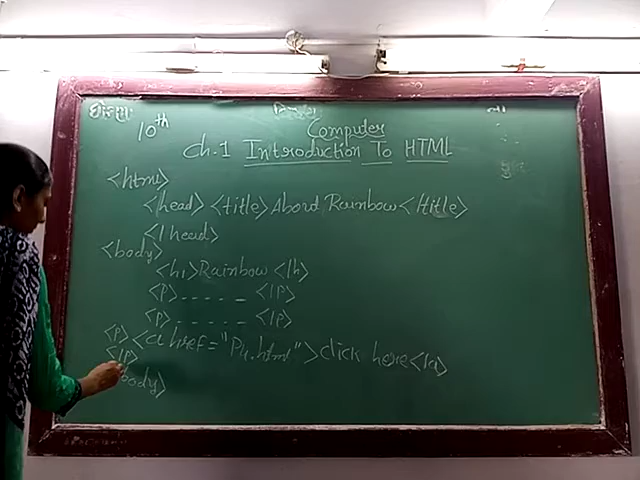 10th
Computer
Ch.1 Introduction To HTML
<html>
<head> <title> About Rainbow </title>
</head>
<body>
<h1> Rainbow </h>
<P> ----- </P>
<P> ----- </P>
<P> <a href="P4.html"> click here </a>
</P>
body>